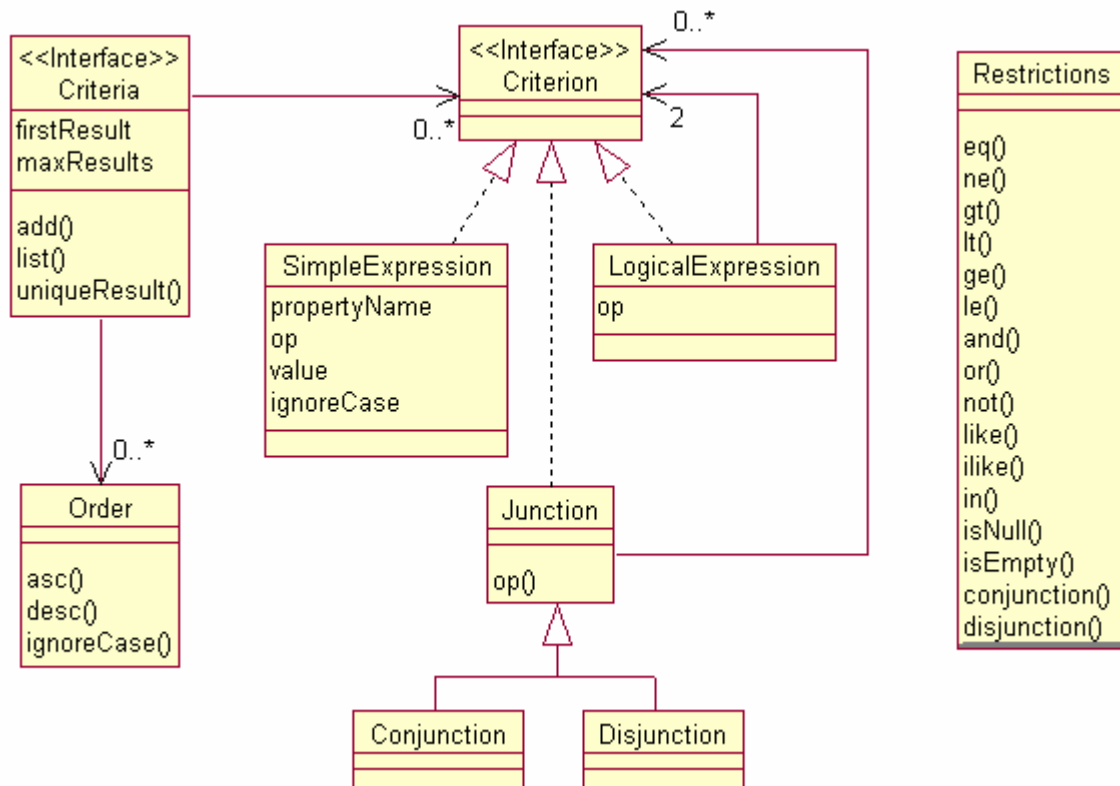 <<Interface>>
Criteria
firstResult
maxResults
add()
list()
uniqueResult()
0..*
<<Interface>>
Criterion
0..*
2
0..*
SimpleExpression
propertyName
op
value
ignoreCase
LogicalExpression
op
Order
asc()
desc()
ignoreCase()
Junction
op()
Conjunction
Disjunction
Restrictions
eq()
ne()
gt()
lt()
ge()
le()
and()
or()
not()
like()
ilike()
in()
isNull()
isEmpty()
conjunction()
disjunction()